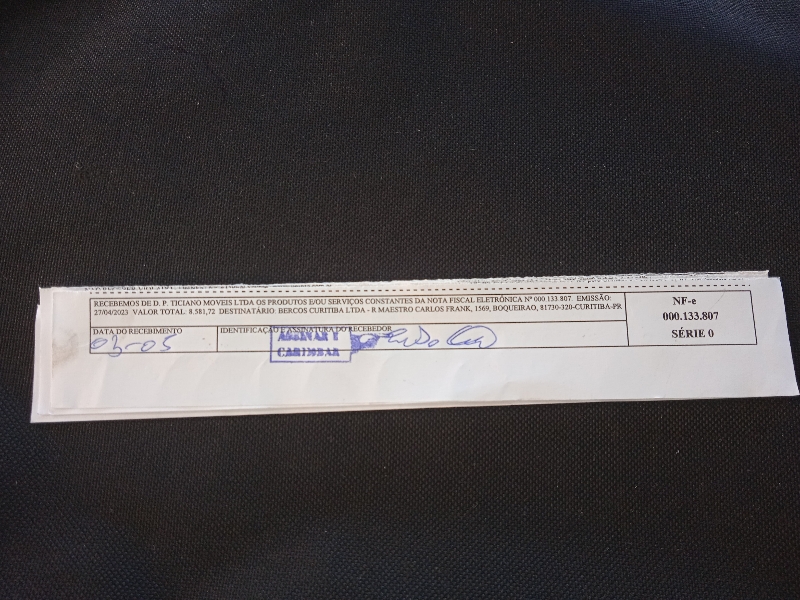 RECEBEMOS DE D. P. TICIANO MOVEIS LTDA OS PRODUTOS E/OU SERVIÇOS CONSTANTES DA NOTA FISCAL ELETRÔNICA Nº 000.133.807 EMISSÃO:
27/04/2023 VALOR TOTAL: 8.581,72 DESTINATÁRIO: BERCOS CURITIBA LTDA - R MAESTRO CARLOS FRANK, 1569, BOQUEIRAO, 81730-320-CURITIBA-PR
NF-e
000.133.807
SÉRIE 0
DATA DO RECEBIMENTO
03-05
IDENTIFICAÇÃO E ASSINATURA DO RECEBEDOR
ASSINAR Y
CARIMBAR